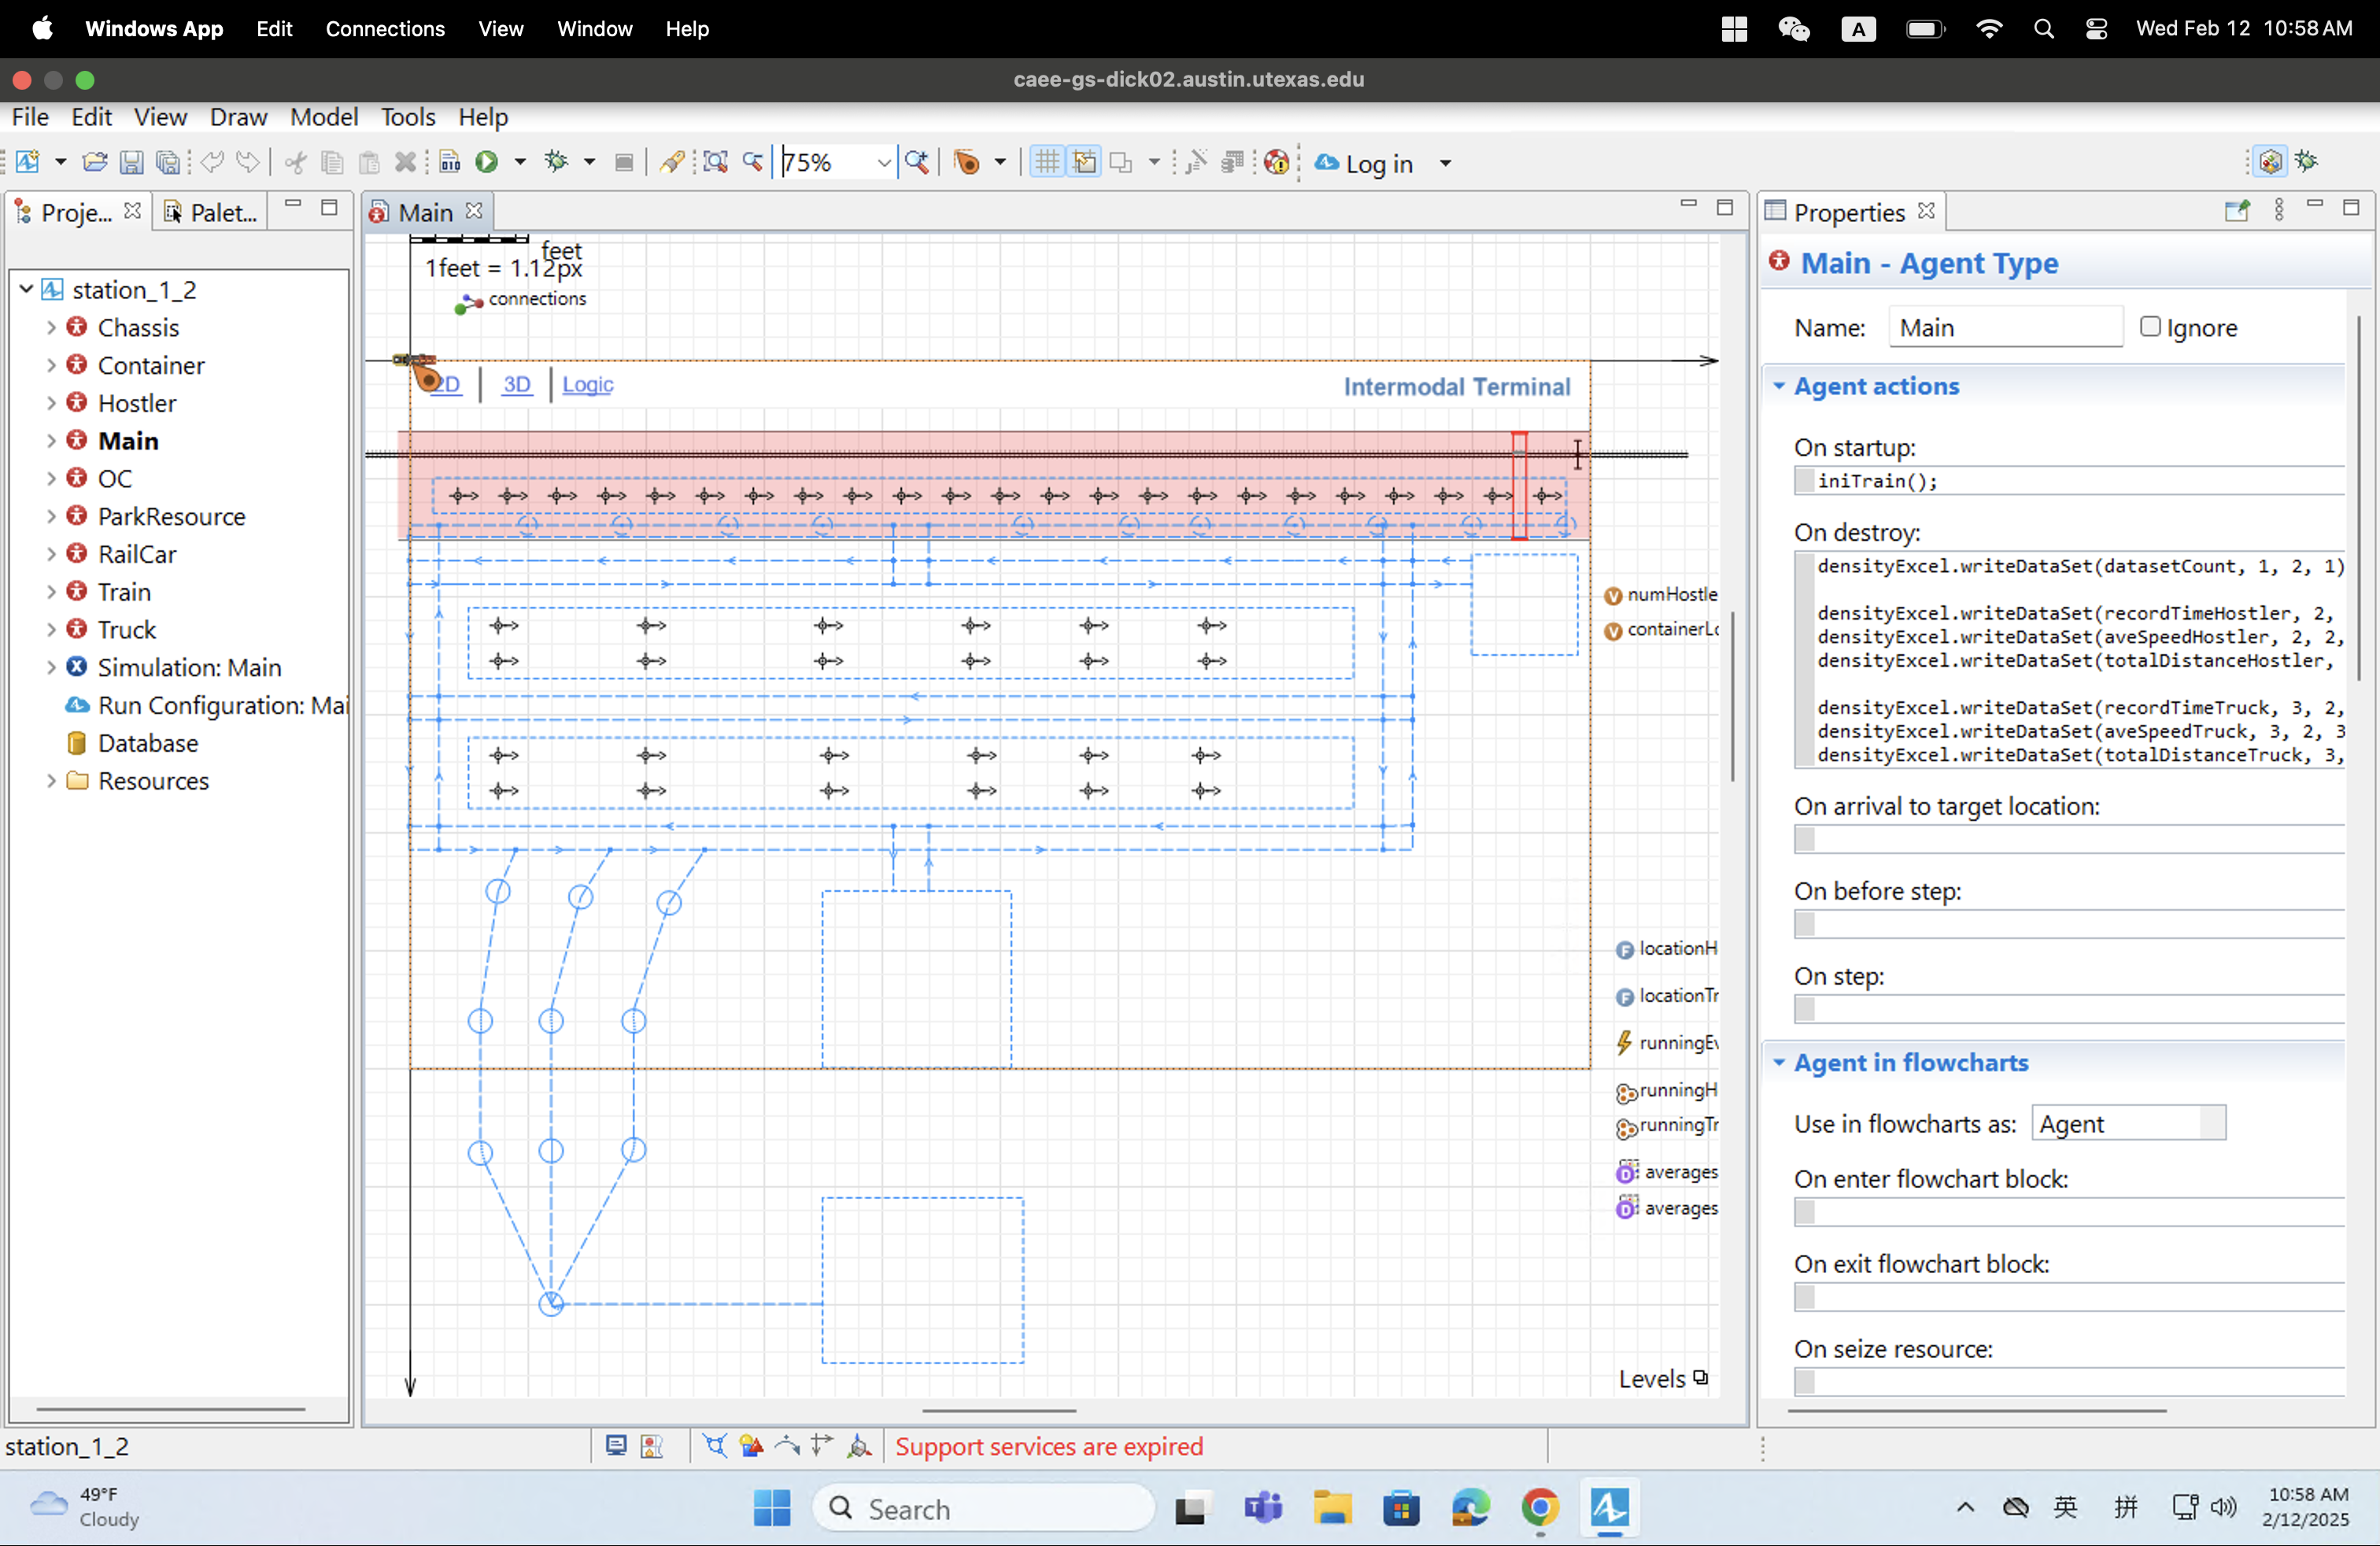 Windows App Edit Connections View Window Help A Wed Feb 12 10:58 AM
caee-gs-dick02.austin.utexas.edu
File Edit View Draw Model Tools Help
75% Log in
Proje... Palet...
station_1_2
Chassis
Container
Hostler
Main
OC
ParkResource
RailCar
Train
Truck
Simulation: Main
Run Configuration: Mai
Database
Resources
Main
feet
1feet = 1.12px
connections
2D 3D Logic Intermodal Terminal
numHostle
containerLo
locationH
locationTr
runningEv
runningH
runningTr
averages
averages
Levels
Properties
Main - Agent Type
Name: Main Ignore
Agent actions
On startup:
iniTrain();
On destroy:
densityExcel.writeDataSet(datasetCount, 1, 2, 1)
densityExcel.writeDataSet(recordTimeHostler, 2,
densityExcel.writeDataSet(aveSpeedHostler, 2, 2,
densityExcel.writeDataSet(totalDistanceHostler,
densityExcel.writeDataSet(recordTimeTruck, 3, 2,
densityExcel.writeDataSet(aveSpeedTruck, 3, 2, 3
densityExcel.writeDataSet(totalDistanceTruck, 3,
On arrival to target location:
On before step:
On step:
Agent in flowcharts
Use in flowcharts as: Agent
On enter flowchart block:
On exit flowchart block:
On seize resource:
station_1_2 Support services are expired
49°F
Cloudy
Search
英 拼
10:58 AM
2/12/2025